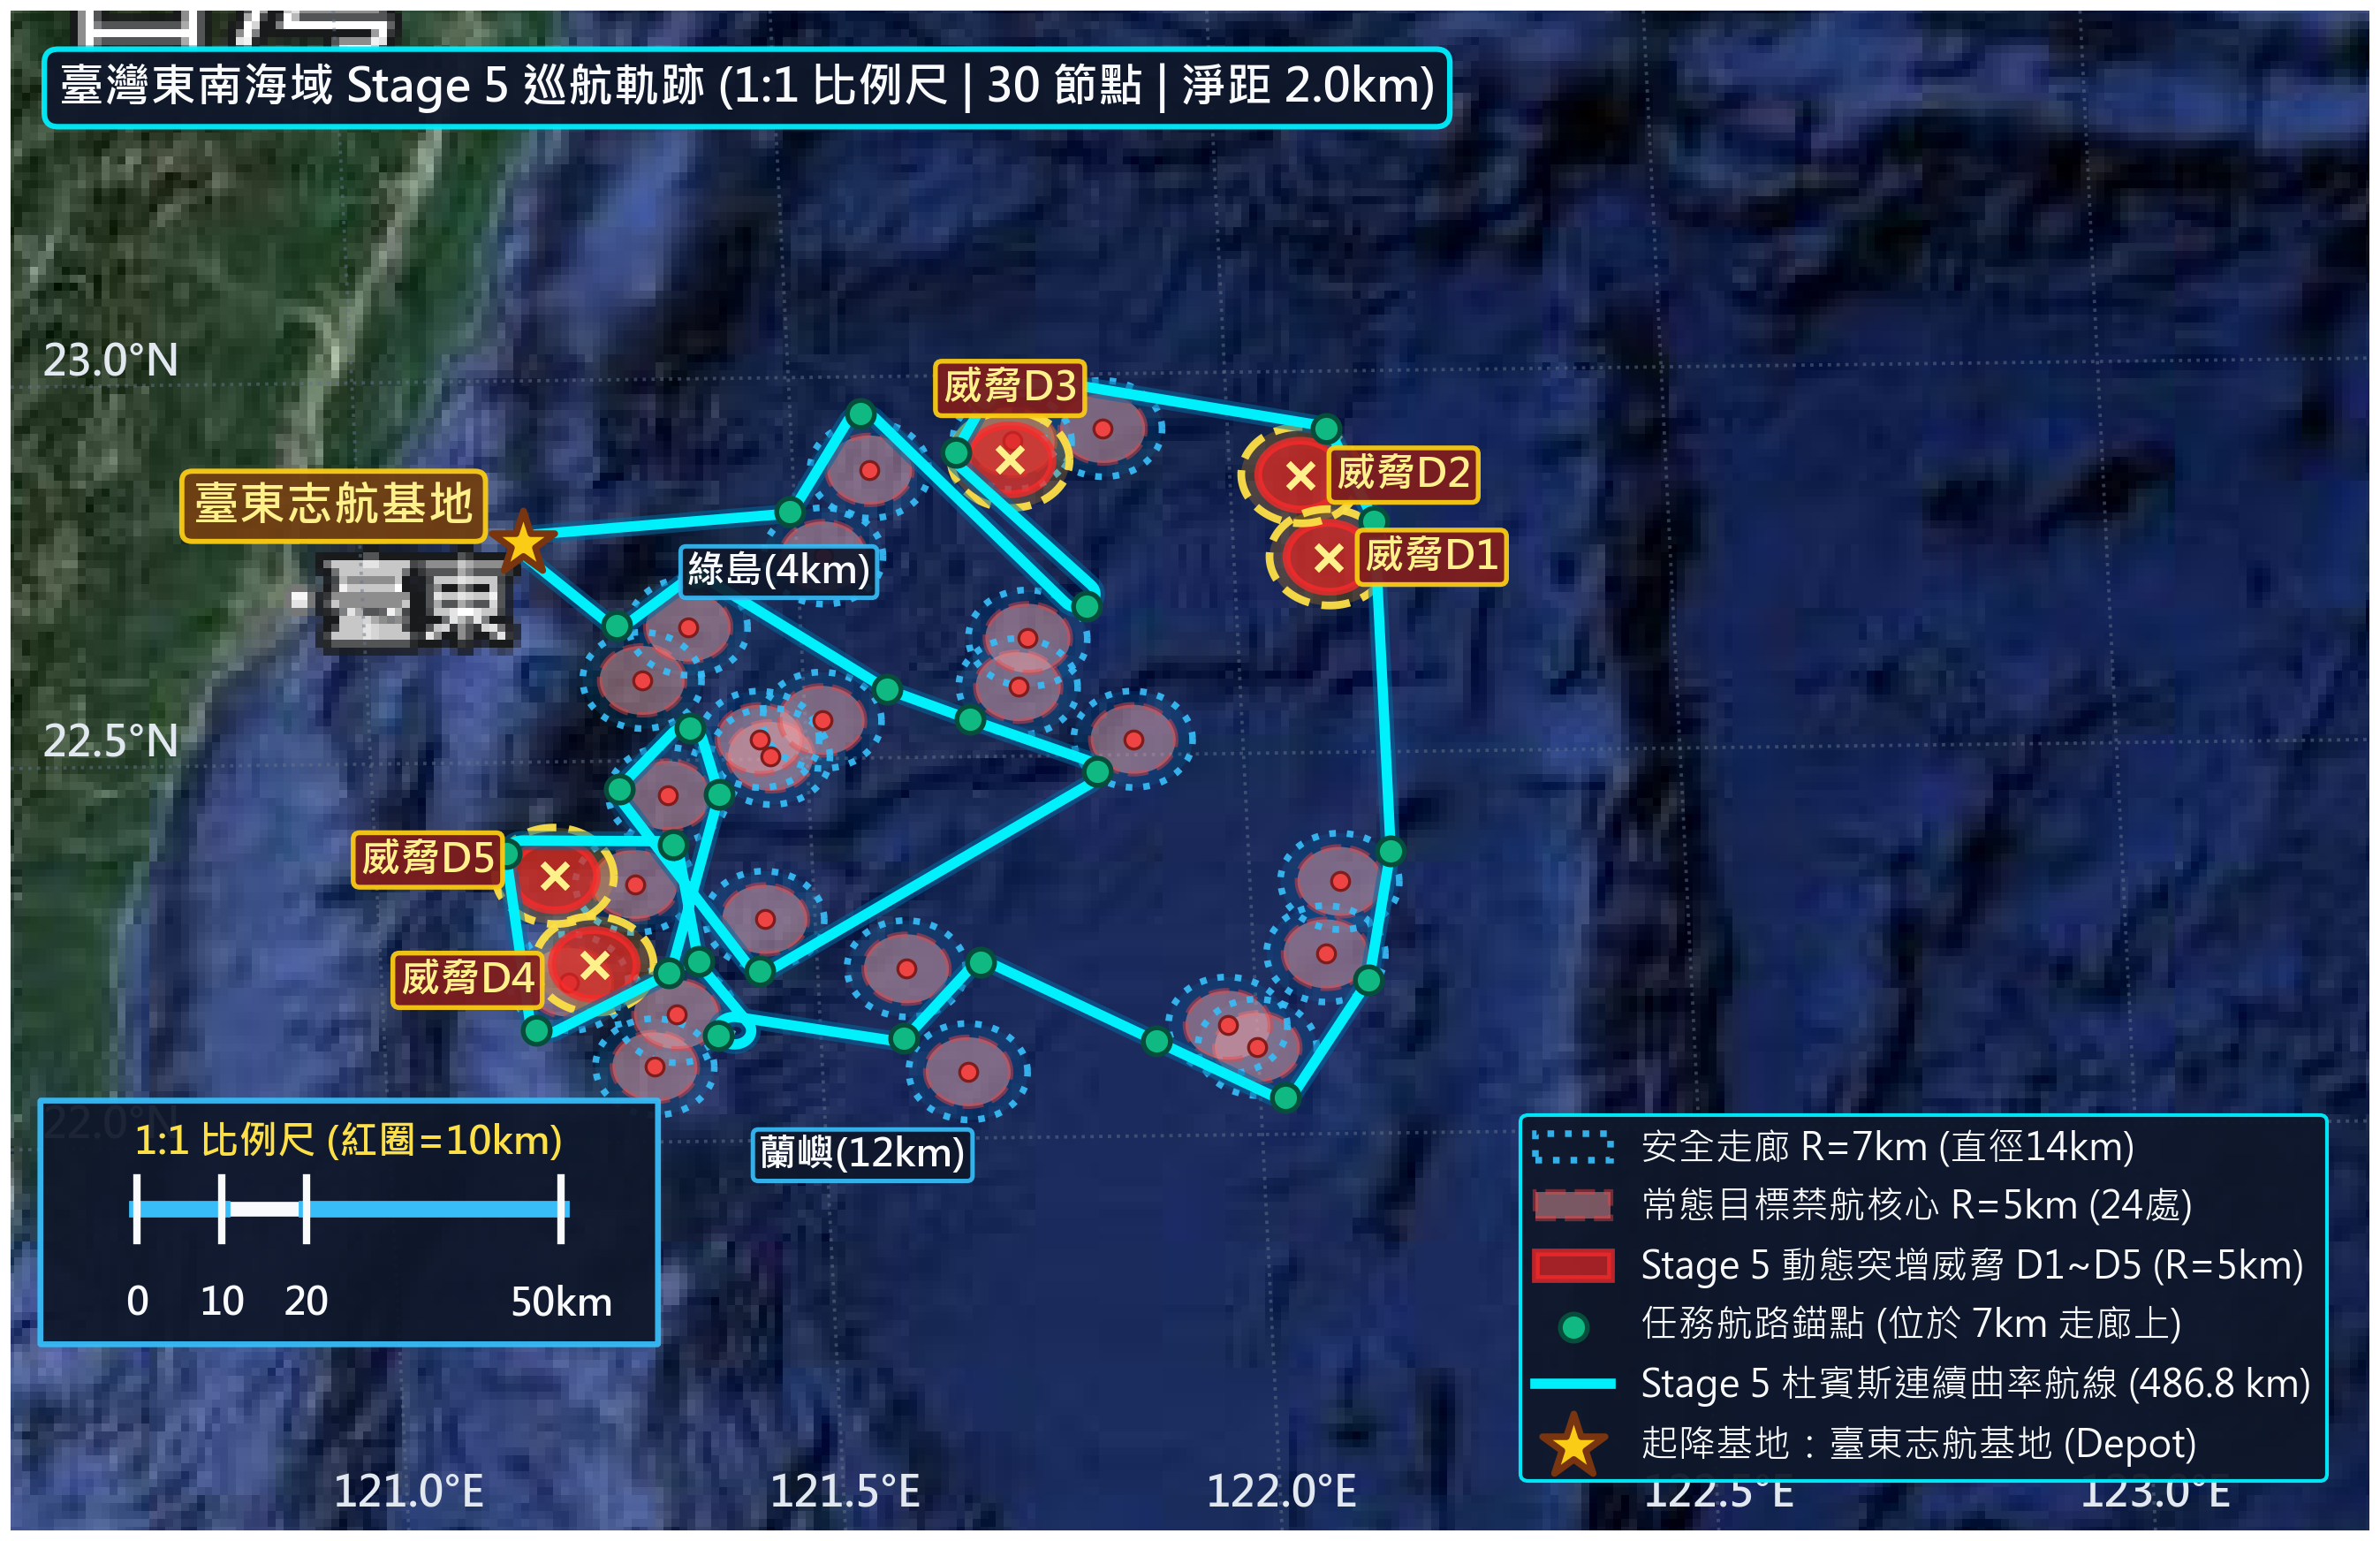 臺灣東南海域 Stage 5 巡航軌跡 (1:1 比例尺 | 30 節點 | 淨距 2.0km)
23.0°N
威脅D3
威脅D2
臺東志航基地
威脅D1
綠島(4km)
臺東
22.5°N
威脅D5
威脅D4
22.0°N
1:1 比例尺 (紅圈=10km)
0 10 20 50km
蘭嶼(12km)
安全走廊 R=7km (直徑14km)
常態目標禁航核心 R=5km (24處)
Stage 5 動態突增威脅 D1~D5 (R=5km)
任務航路錨點 (位於 7km 走廊上)
Stage 5 杜賓斯連續曲率航線 (486.8 km)
起降基地：臺東志航基地 (Depot)
121.0°E 121.5°E 122.0°E 122.5°E 123.0°E